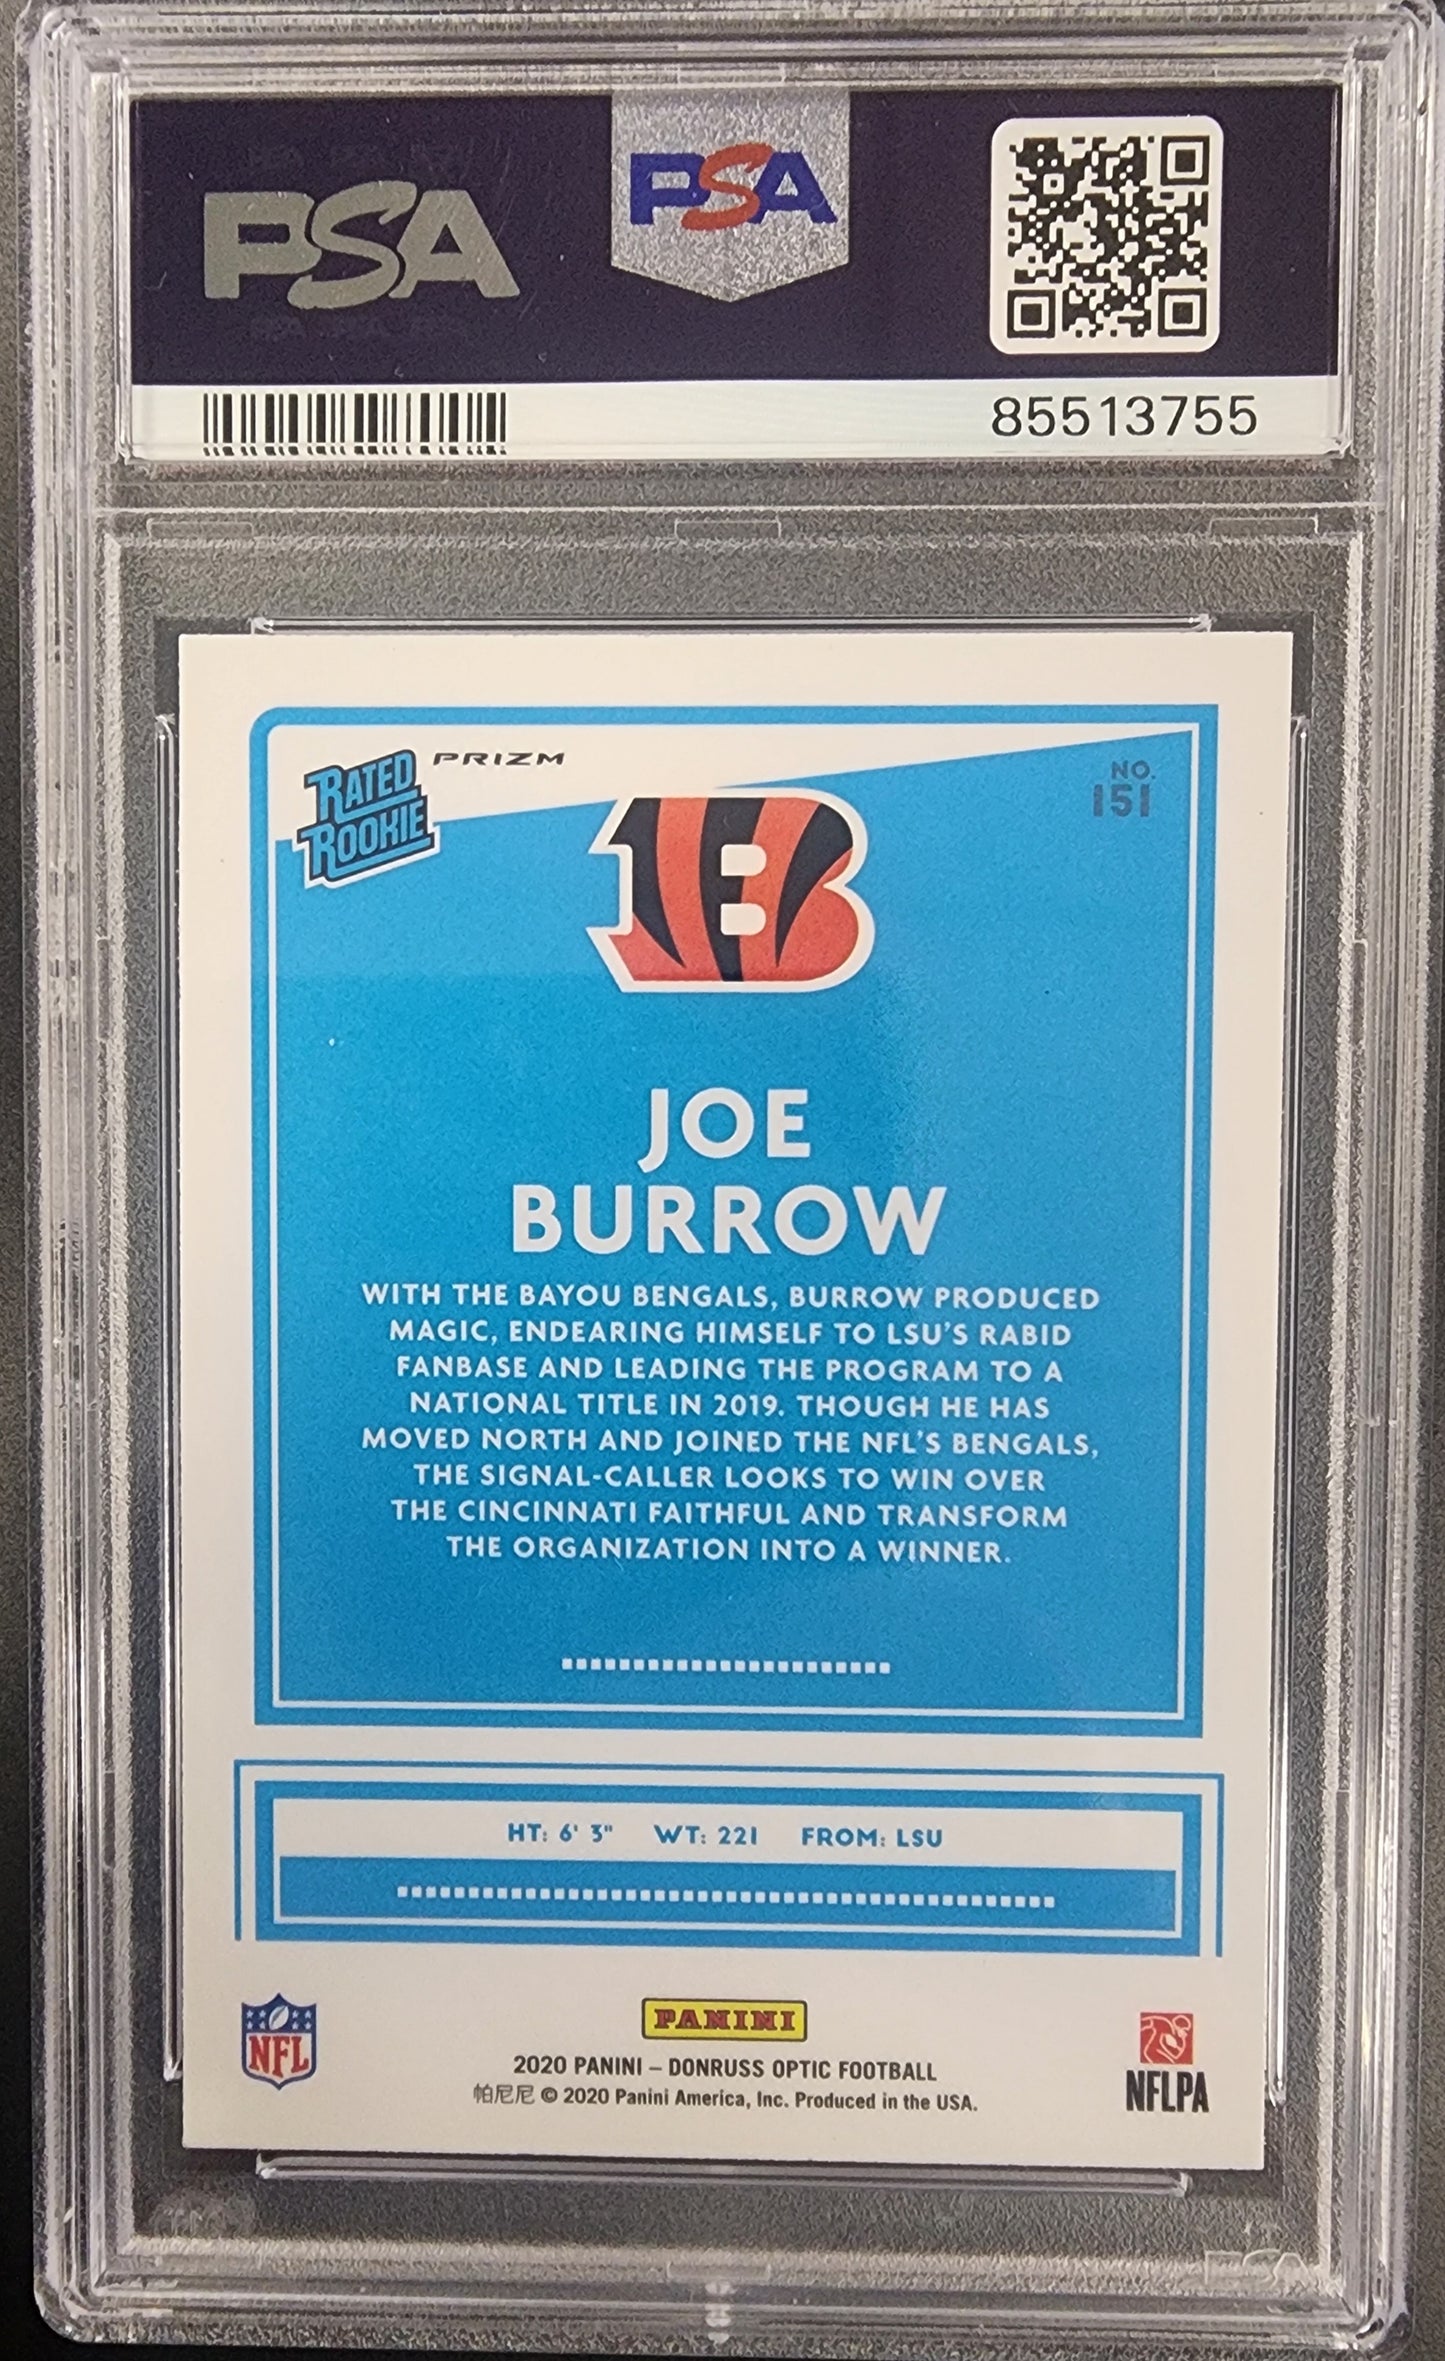 PSA
PSA
85513755
RATED
ROOKIE
PRIZM
NO.
151
JOE
BURROW
WITH THE BAYOU BENGALS, BURROW PRODUCED
MAGIC, ENDEARING HIMSELF TO LSU'S RABID
FANBASE AND LEADING THE PROGRAM TO A
NATIONAL TITLE IN 2019. THOUGH HE HAS
MOVED NORTH AND JOINED THE NFL'S BENGALS,
THE SIGNAL-CALLER LOOKS TO WIN OVER
THE CINCINNATI FAITHFUL AND TRANSFORM
THE ORGANIZATION INTO A WINNER.
HT: 6' 3" WT: 221 FROM: LSU
NFL
PANINI
2020 PANINI – DONRUSS OPTIC FOOTBALL
帕尼尼 © 2020 Panini America, Inc. Produced in the USA.
NFLPA
PSA